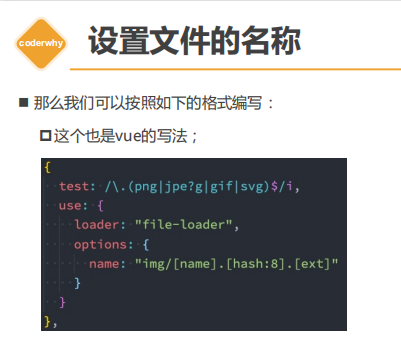 coderwhy
设置文件的名称
■ 那么我们可以按照如下的格式编写：
这个也是vue的写法；
{
test: /\.(png|jpe?g|gif|svg)$/i,
use: {
loader: "file-loader",
options: {
name: "img/[name].[hash:8].[ext]"
}
}
},